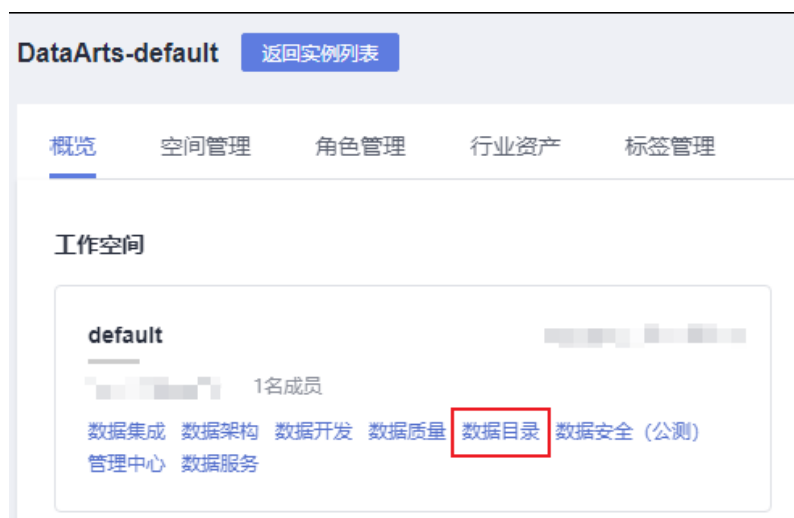 DataArts-default 返回实例列表
概览 空间管理 角色管理 行业资产 标签管理
工作空间
default
1名成员
数据集成 数据架构 数据开发 数据质量 数据目录 数据安全（公测）
管理中心 数据服务